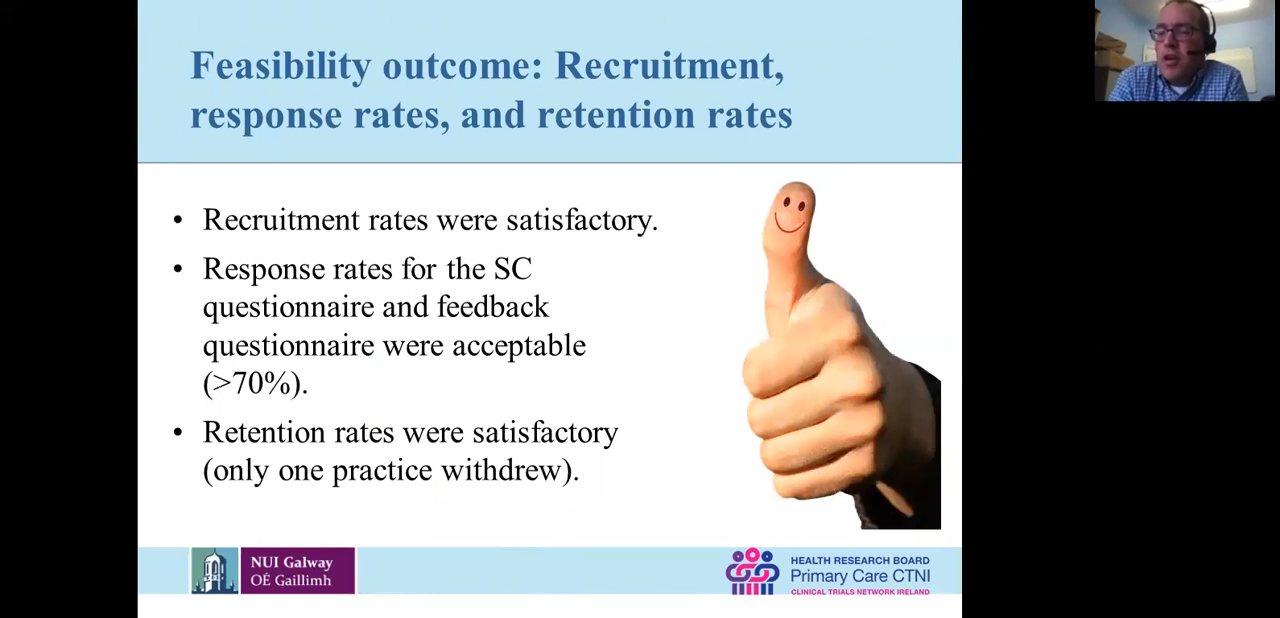 Feasibility outcome: Recruitment,
response rates, and retention rates
• Recruitment rates were satisfactory.
• Response rates for the SC
questionnaire and feedback
questionnaire were acceptable
(>70%).
• Retention rates were satisfactory
(only one practice withdrew).
NUI Galway
OÉ Gaillimh
HEALTH RESEARCH BOARD
Primary Care CTNI
CLINICAL TRIALS NETWORK IRELAND